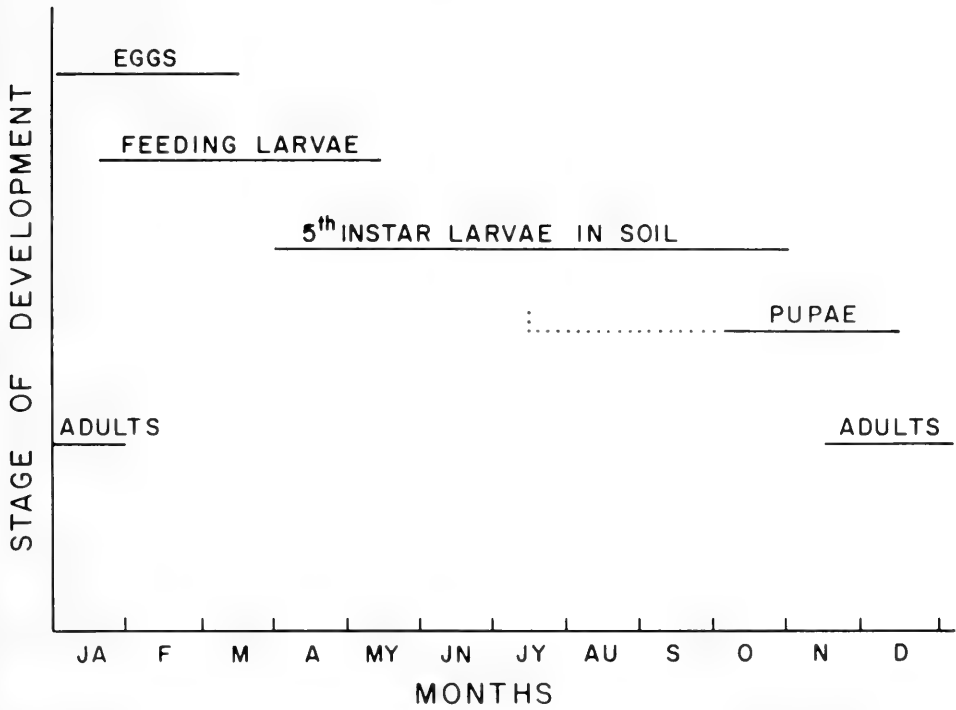 EGGS
FEEDING LARVAE
5th INSTAR LARVAE IN SOIL
PUPAE
ADULTS
ADULTS
STAGE OF DEVELOPMENT
JA F M A MY JN JY AU S O N D
MONTHS